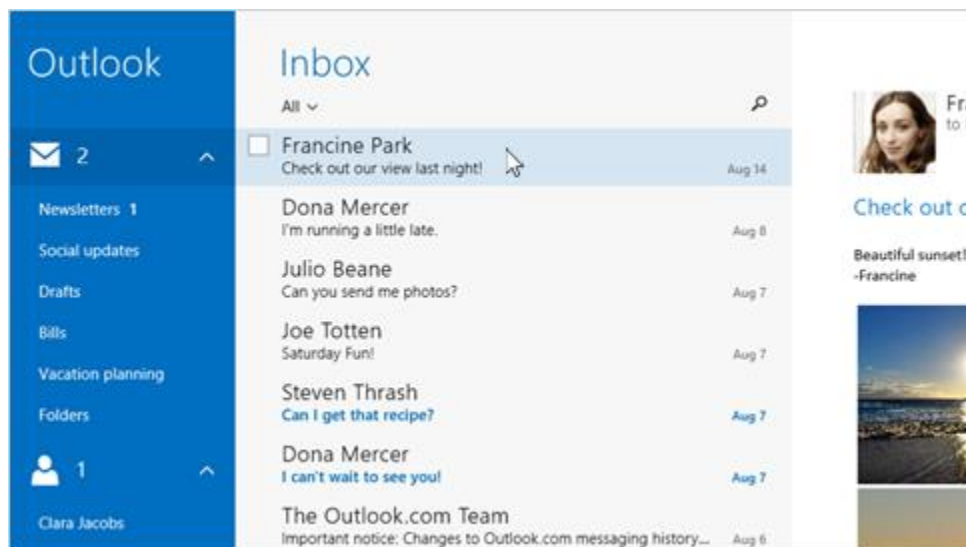 Outlook
2
Newsletters 1
Social updates
Drafts
Bills
Vacation planning
Folders
1
Clara Jacobs
Inbox
All
Francine Park
Check out our view last night!
Aug 14
Dona Mercer
I'm running a little late.
Aug 8
Julio Beane
Can you send me photos?
Aug 7
Joe Totten
Saturday Fun!
Aug 7
Steven Thrash
Can I get that recipe?
Aug 7
Dona Mercer
I can't wait to see you!
Aug 7
The Outlook.com Team
Important notice: Changes to Outlook.com messaging history...
Aug 6
to
Check out
Beautiful sunset!
-Francine